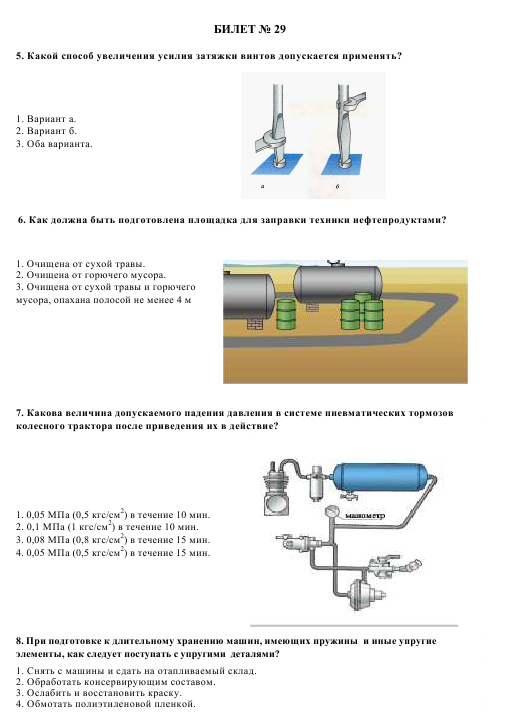 БИЛЕТ № 29
5. Какой способ увеличения усилия затяжки винтов допускается применять?
1. Вариант а.
2. Вариант б.
3. Оба варианта.
а
б
6. Как должна быть подготовлена площадка для заправки техники нефтепродуктами?
1. Очищена от сухой травы.
2. Очищена от горючего мусора.
3. Очищена от сухой травы и горючего
мусора, опахана полосой не менее 4 м
7. Какова величина допускаемого падения давления в системе пневматических тормозов
колесного трактора после приведения их в действие?
1. 0,05 МПа (0,5 кгс/см²) в течение 10 мин.
2. 0,1 МПа (1 кгс/см²) в течение 10 мин.
3. 0,08 МПа (0,8 кгс/см²) в течение 15 мин.
4. 0,05 МПа (0,5 кгс/см²) в течение 15 мин.
манометр
8. При подготовке к длительному хранению машин, имеющих пружины и иные упругие
элементы, как следует поступать с упругими деталями?
1. Снять с машины и сдать на отапливаемый склад.
2. Обработать консервирующим составом.
3. Ослабить и восстановить краску.
4. Обмотать полиэтиленовой пленкой.